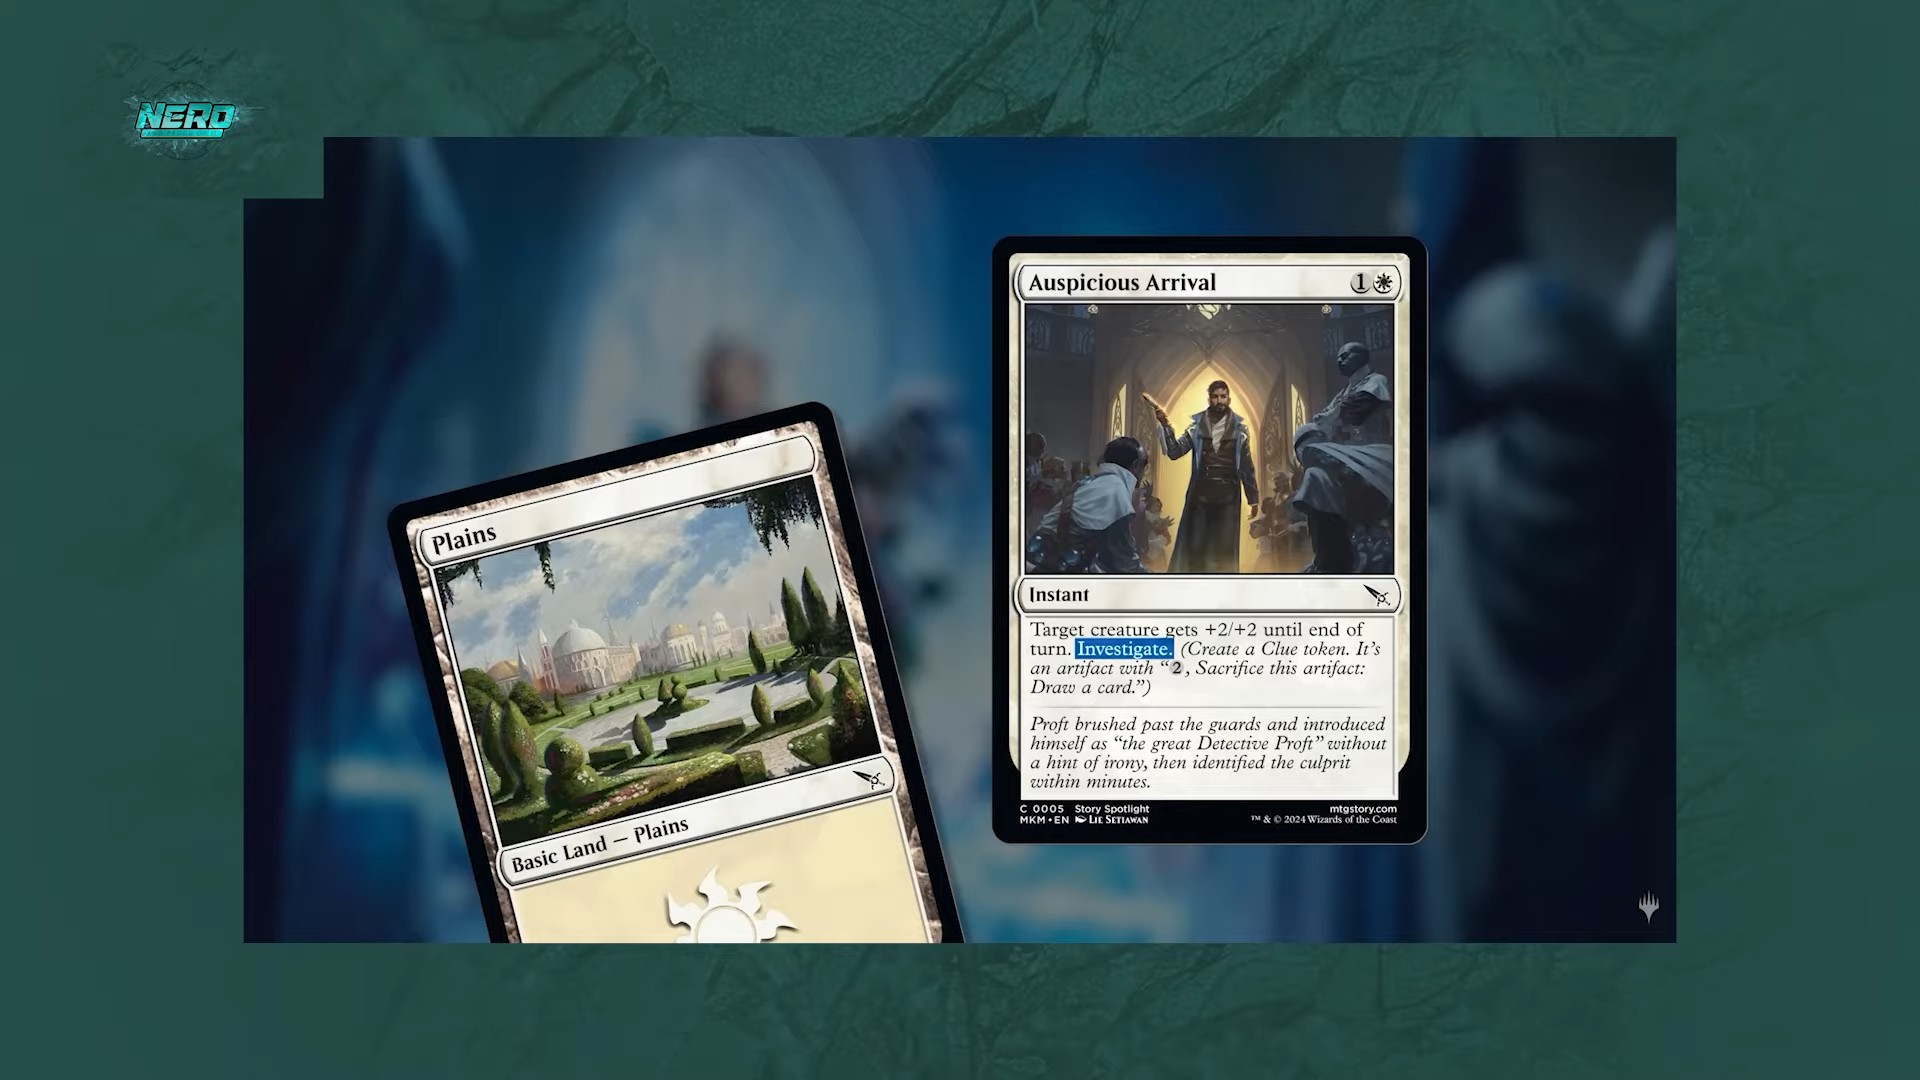 NERD
Plains
Basic Land — Plains
Auspicious Arrival 1
Instant
Target creature gets +2/+2 until end of
turn. Investigate. (Create a Clue token. It's
an artifact with “2, Sacrifice this artifact:
Draw a card.”)
Proft brushed past the guards and introduced
himself as “the great Detective Proft” without
a hint of irony, then identified the culprit
within minutes.
C 0005 Story Spotlight mtgstory.com
MKM • EN Lie Setiawan ™ & © 2024 Wizards of the Coast